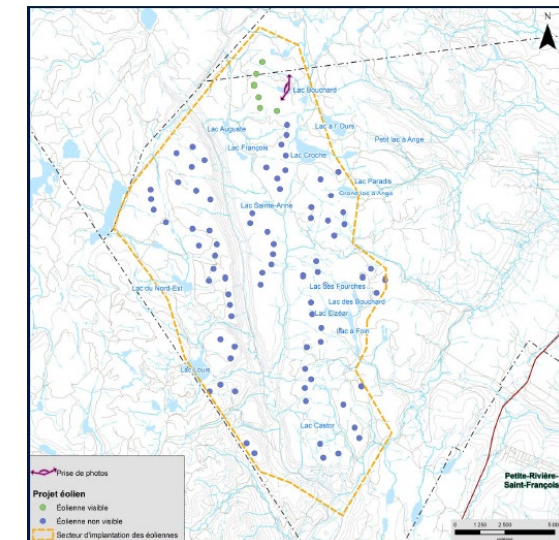 N
Lac Bouchard
Lac Auguste
Lac à l'Ours
Petit lac à Ange
Lac François
Lac Croche
Lac Paradis
Grand lac à Ange
Lac Sainte-Anne
Lac du Nord-Est
Lac des Fourches
Lac des Bouchard
Lac Elzéar
Lac à Foin
Lac Louis
Lac Castor
Petite-Rivière-
Saint-François
Prise de photos
Projet éolien
Éolienne visible
Éolienne non visible
Secteur d'implantation des éoliennes
0 1 250 2 500 5 000
mètres